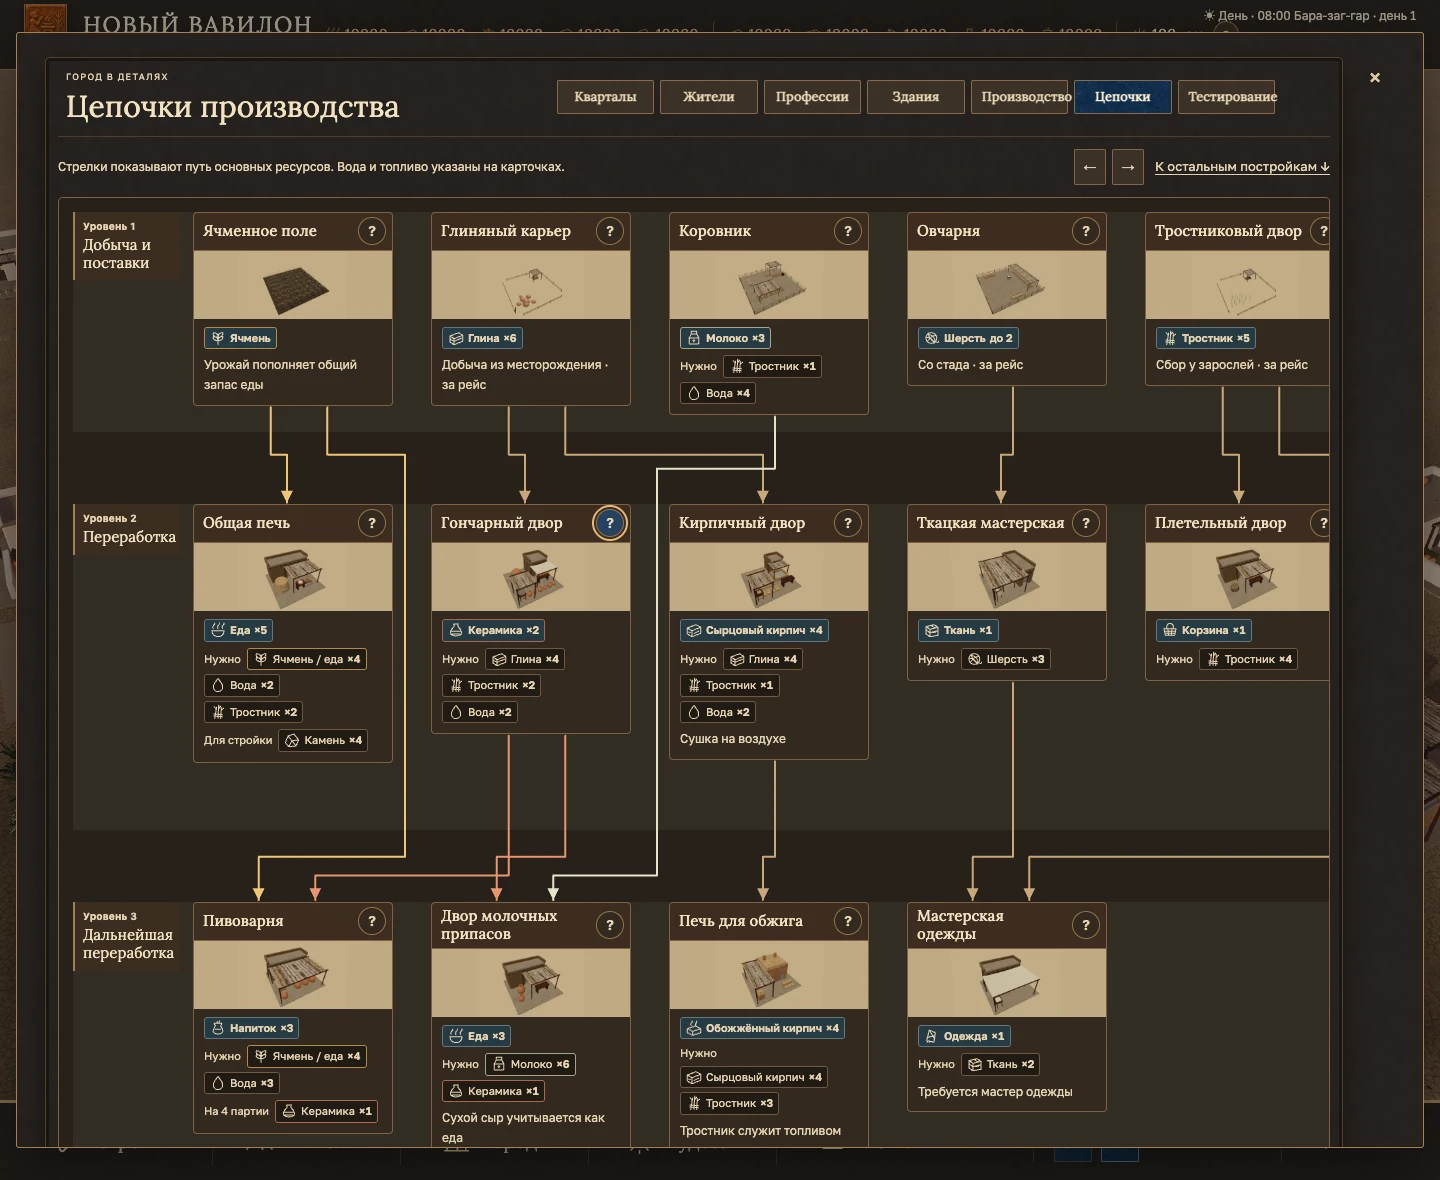 НОВЫЙ ВАВИЛОН
День · 08:00 Бара-заг-гар · день 1
ГОРОД В ДЕТАЛЯХ
Цепочки производства
Кварталы
Жители
Профессии
Здания
Производство
Цепочки
Тестирование
×
Стрелки показывают путь основных ресурсов. Вода и топливо указаны на карточках.
←
→
К остальным постройкам ↓
Уровень 1
Добыча и
поставки
Ячменное поле
?
Ячмень
Урожай пополняет общий
запас еды
Глиняный карьер
?
Глина ×6
Добыча из месторождения ·
за рейс
Коровник
?
Молоко ×3
Нужно Тростник ×1
Вода ×4
Овчарня
?
Шерсть до 2
Со стада · за рейс
Тростниковый двор
?
Тростник ×5
Сбор у зарослей · за рейс
Уровень 2
Переработка
Общая печь
?
Еда ×5
Нужно Ячмень / еда ×4
Вода ×2
Тростник ×2
Для стройки Камень ×4
Гончарный двор
?
Керамика ×2
Нужно Глина ×4
Тростник ×2
Вода ×2
Кирпичный двор
?
Сырцовый кирпич ×4
Нужно Глина ×4
Тростник ×1
Вода ×2
Сушка на воздухе
Ткацкая мастерская
?
Ткань ×1
Нужно Шерсть ×3
Плетельный двор
?
Корзина ×1
Нужно Тростник ×4
Уровень 3
Дальнейшая
переработка
Пивоварня
?
Напиток ×3
Нужно Ячмень / еда ×4
Вода ×3
На 4 партии Керамика ×1
Двор молочных
припасов
?
Еда ×3
Нужно Молоко ×6
Керамика ×1
Сухой сыр учитывается как
еда
Печь для обжига
?
Обожжённый кирпич ×4
Нужно
Сырцовый кирпич ×4
Тростник ×3
Тростник служит топливом
Мастерская
одежды
?
Одежда ×1
Нужно Ткань ×2
Требуется мастер одежды